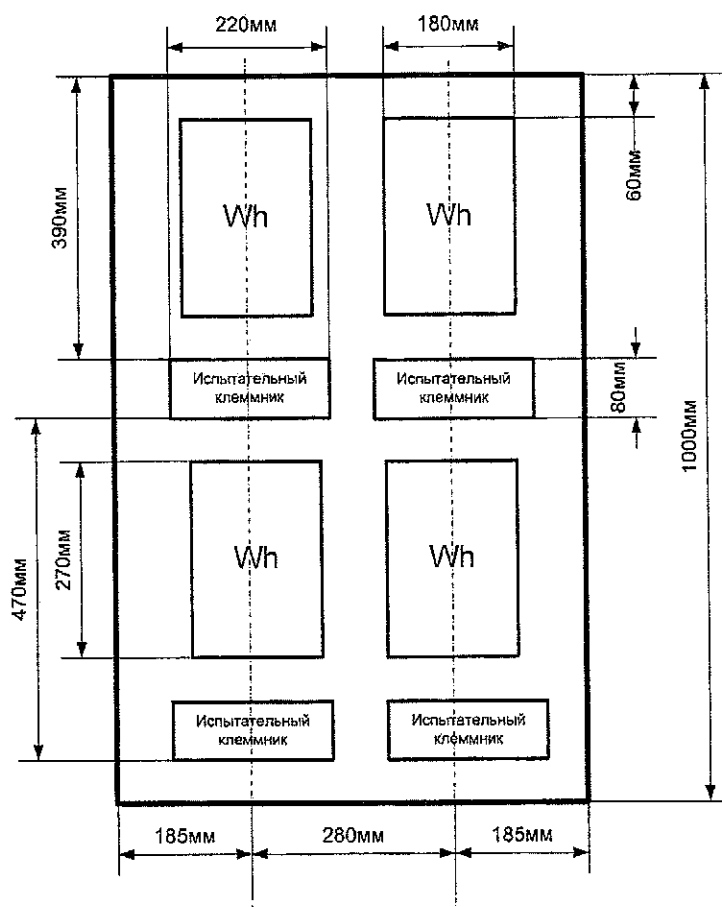 220мм
180мм
390мм
60мм
Wh
Wh
Испытательный
клеммник
Испытательный
клеммник
80мм
1000мм
470мм
270мм
Wh
Wh
Испытательный
клеммник
Испытательный
клеммник
185мм
280мм
185мм